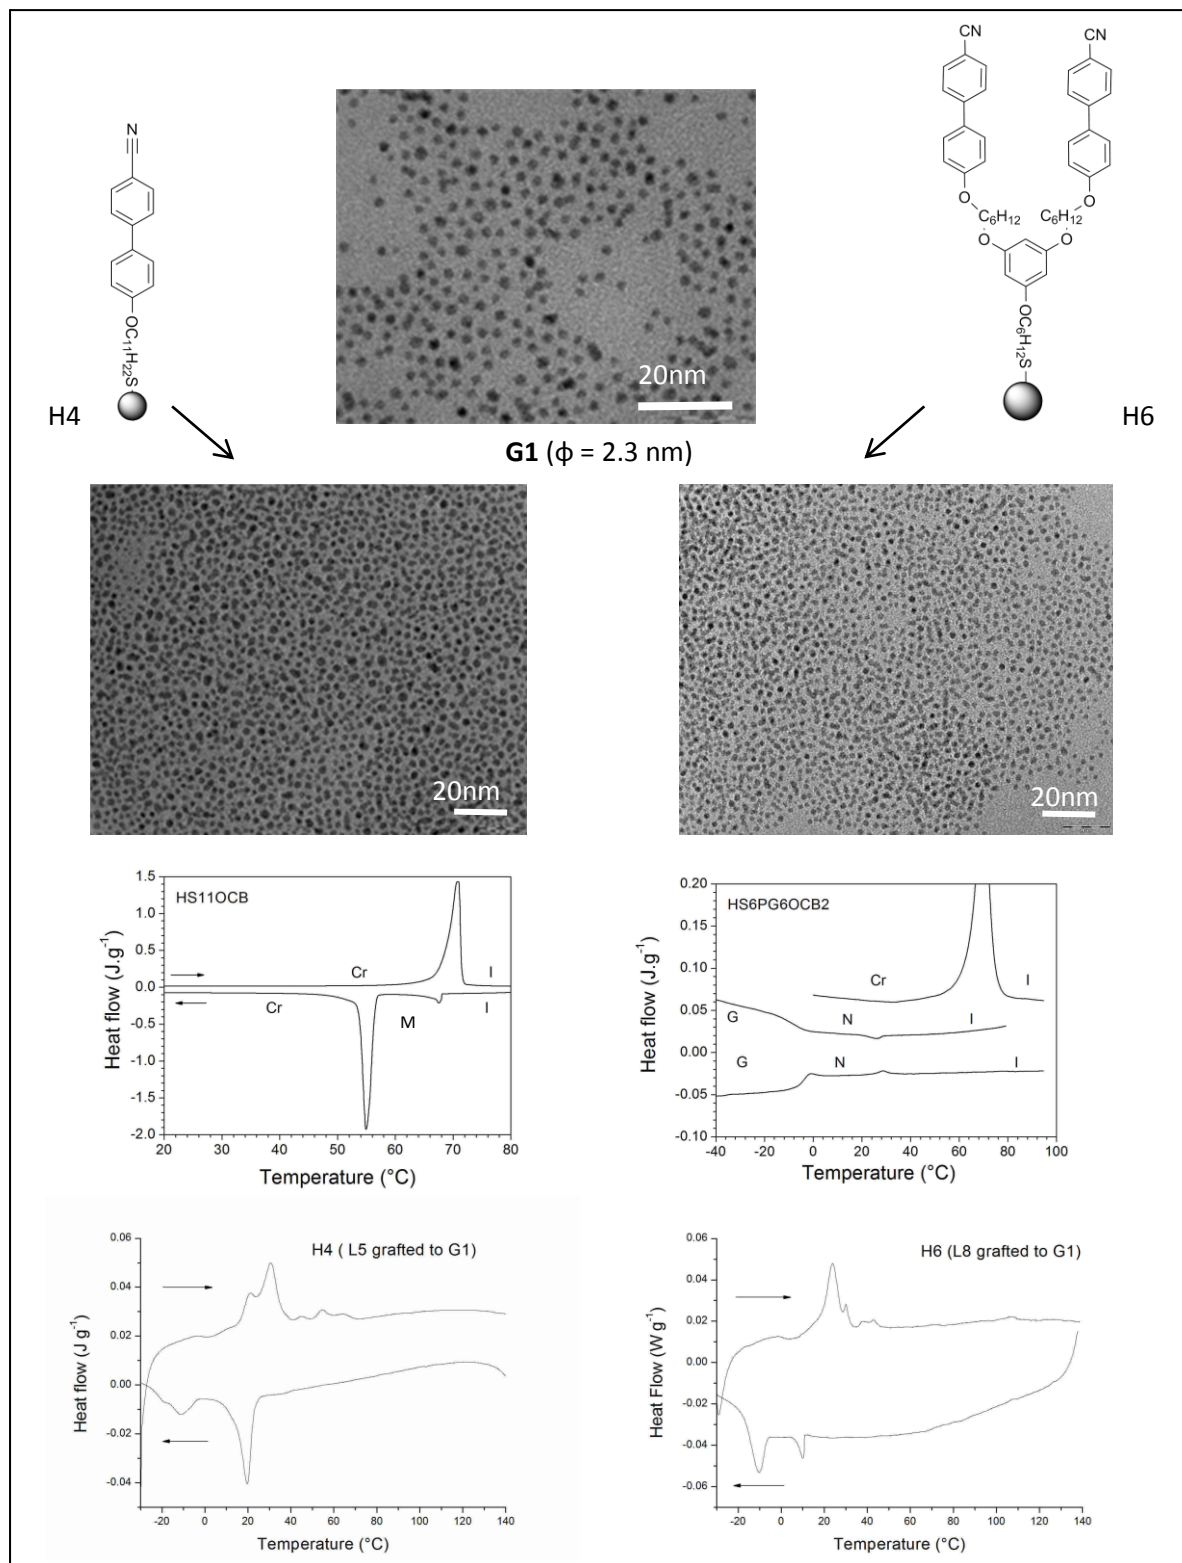 CN
CN
N
O
O
C6H12
C6H12
O
O
OC11H22S
OC6H12S
20nm
H4
H6
G1 (ϕ = 2.3 nm)
20nm
20nm
HS11OCB
Heat flow (J.g-1)
1.5
1.0
0.5
0.0
-0.5
-1.0
-1.5
-2.0
Cr
I
Cr
M
I
20 30 40 50 60 70 80
Temperature (°C)
HS6PG6OCB2
Heat flow (J.g-1)
0.20
0.15
0.10
0.05
0.00
-0.05
-0.10
Cr
I
G
N
I
G
N
I
-40 -20 0 20 40 60 80 100
Temperature (°C)
H4 ( L5 grafted to G1)
Heat flow (J g-1)
0.06
0.04
0.02
0.00
-0.02
-0.04
-20 0 20 40 60 80 100 120 140
Temperature (°C)
H6 (L8 grafted to G1)
Heat Flow (W g-1)
0.06
0.04
0.02
0.00
-0.02
-0.04
-0.06
-20 0 20 40 60 80 100 120 140
Temperature (°C)